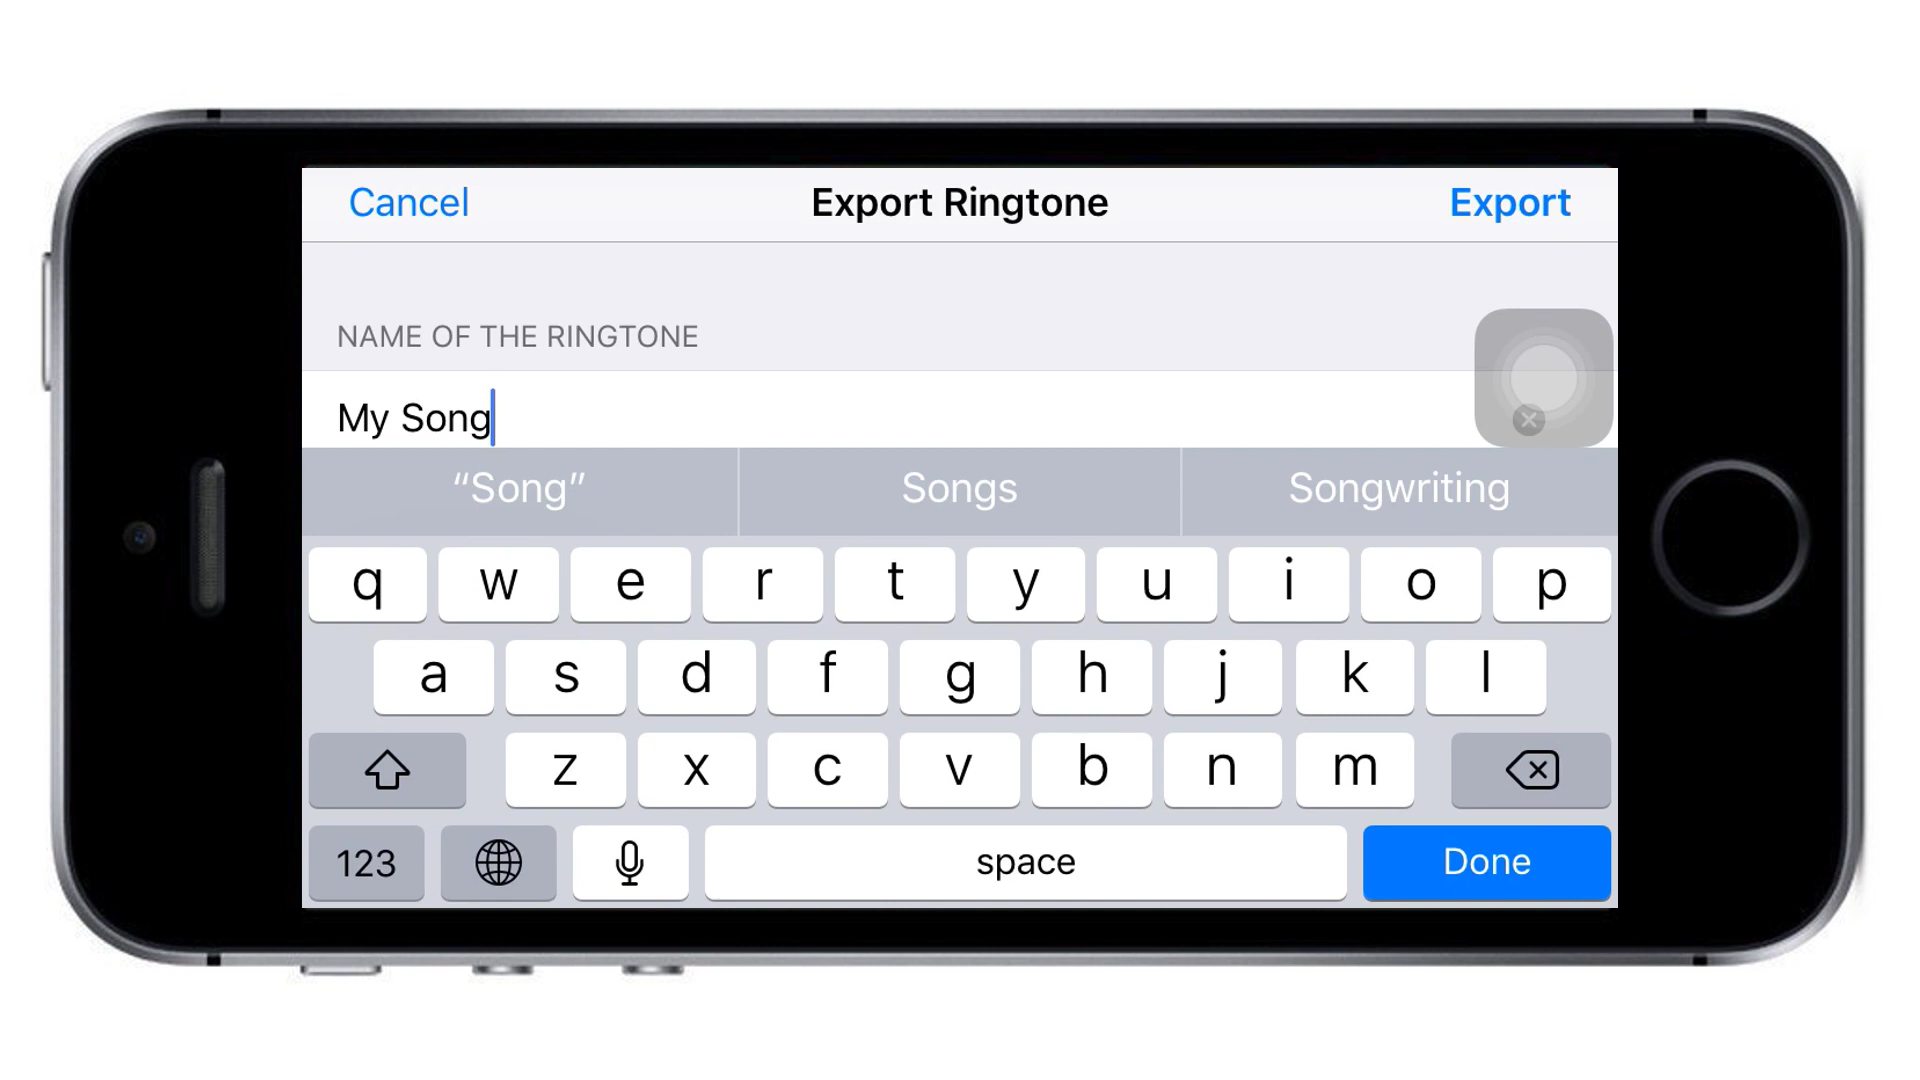 Cancel Export Ringtone Export
NAME OF THE RINGTONE
My Song
“Song” Songs Songwriting
q w e r t y u i o p
a s d f g h j k l
z x c v b n m
123 space Done